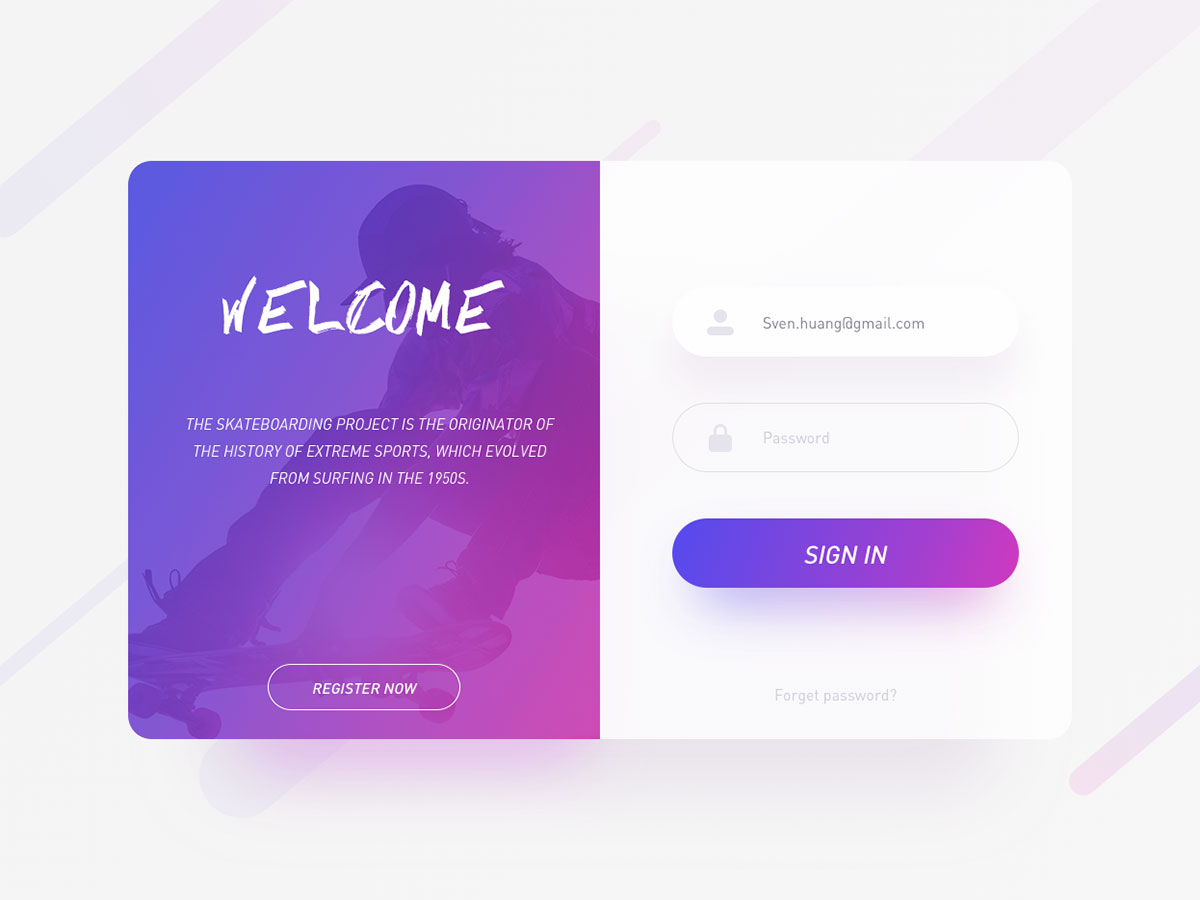 WELCOME
THE SKATEBOARDING PROJECT IS THE ORIGINATOR OF
THE HISTORY OF EXTREME SPORTS, WHICH EVOLVED
FROM SURFING IN THE 1950S.
REGISTER NOW
Sven.huang@gmail.com
Password
SIGN IN
Forget password?